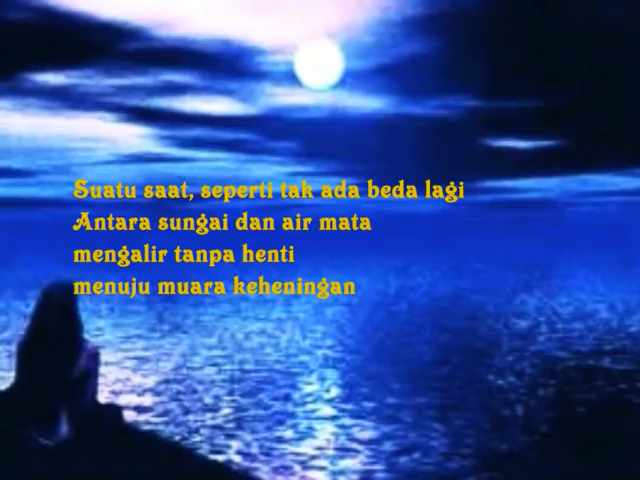 Suatu saat, seperti tak ada beda lagi
Antara sungai dan air mata
mengalir tanpa henti
menuju muara keheningan